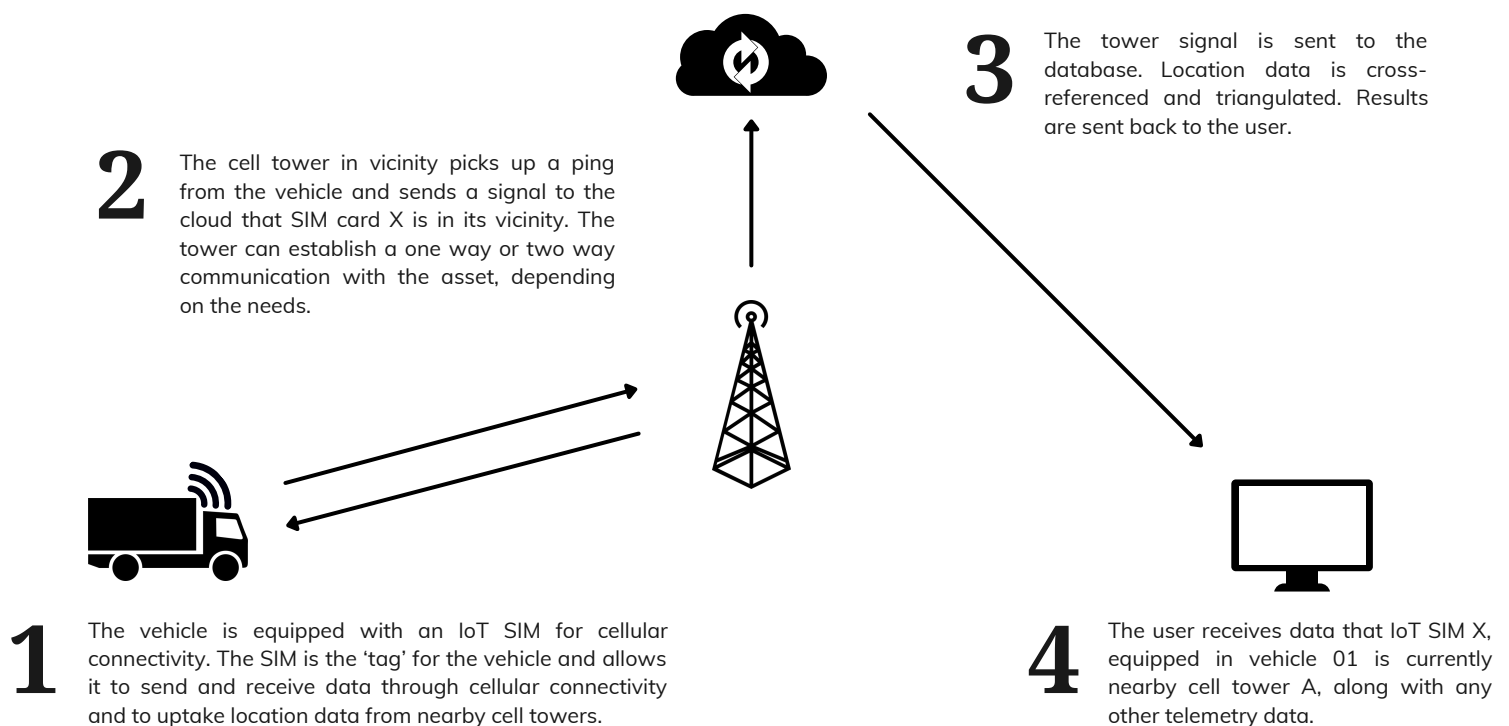 1
The vehicle is equipped with an IoT SIM for cellular
connectivity. The SIM is the ‘tag’ for the vehicle and allows
it to send and receive data through cellular connectivity
and to uptake location data from nearby cell towers.
2
The cell tower in vicinity picks up a ping
from the vehicle and sends a signal to the
cloud that SIM card X is in its vicinity. The
tower can establish a one way or two way
communication with the asset, depending
on the needs.
3
The tower signal is sent to the
database. Location data is cross-
referenced and triangulated. Results
are sent back to the user.
4
The user receives data that IoT SIM X,
equipped in vehicle 01 is currently
nearby cell tower A, along with any
other telemetry data.